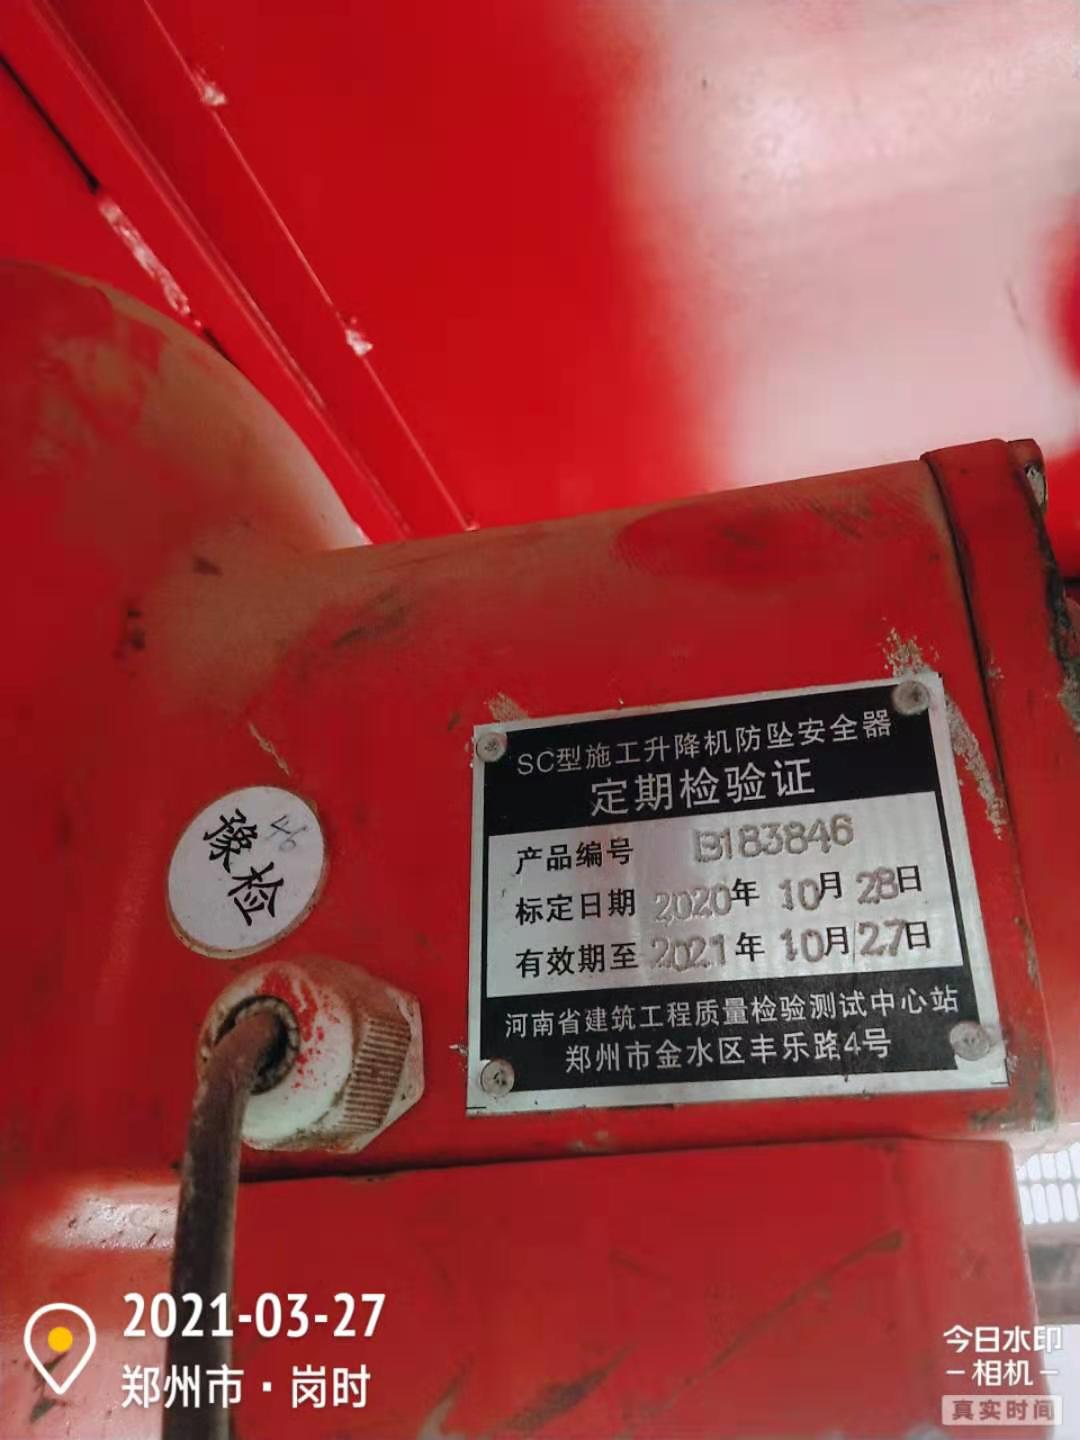 SC型施工升降机防坠安全器
定期检验证
产品编号 B183846
标定日期 2020年 10月 28日
有效期至 2021年 10月 27日
河南省建筑工程质量检验测试中心站
郑州市金水区丰乐路4号
46
豫检
2021-03-27
郑州市·岗时
今日水印
-相机-
真实时间